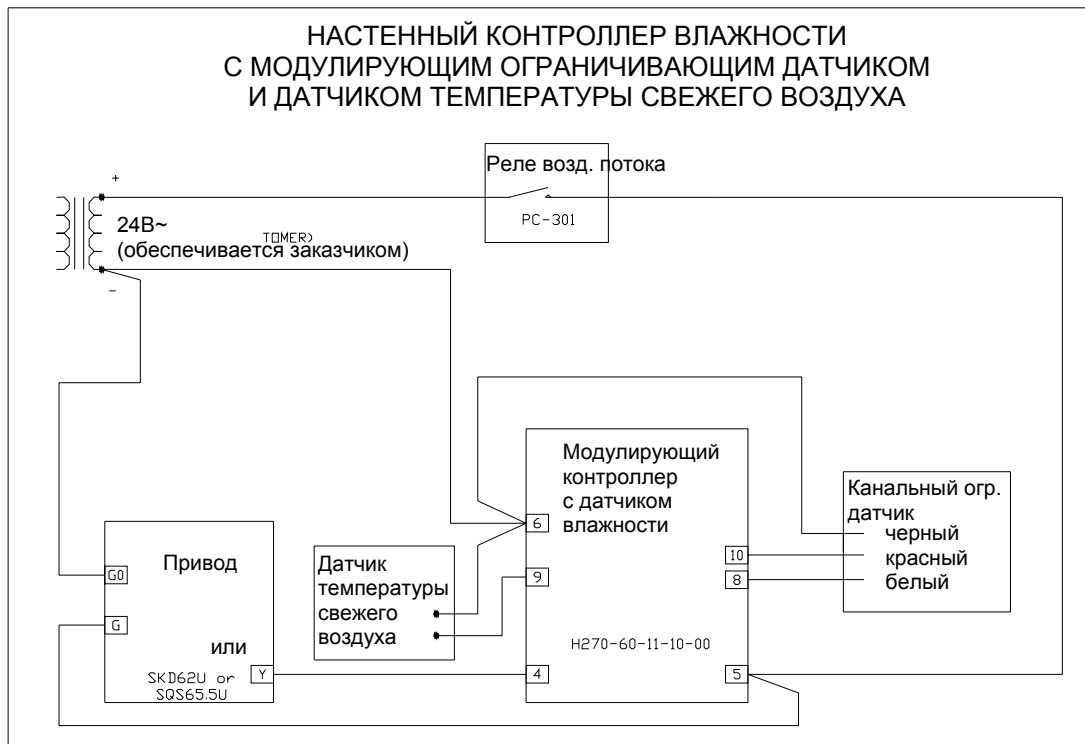 НАСТЕННЫЙ КОНТРОЛЛЕР ВЛАЖНОСТИ
С МОДУЛИРУЮЩИМ ОГРАНИЧИВАЮЩИМ ДАТЧИКОМ
И ДАТЧИКОМ ТЕМПЕРАТУРЫ СВЕЖЕГО ВОЗДУХА
Реле возд. потока
PC-301
+
24В~
TOMER)
(обеспечивается заказчиком)
-
Модулирующий
контроллер
с датчиком
влажности
6
9
10
8
H270-60-11-10-00
4
5
Канальный огр.
датчик
черный
красный
белый
Привод
G0
G
или
SKD62U or
SQS65.5U
Y
Датчик
температуры
свежего
воздуха